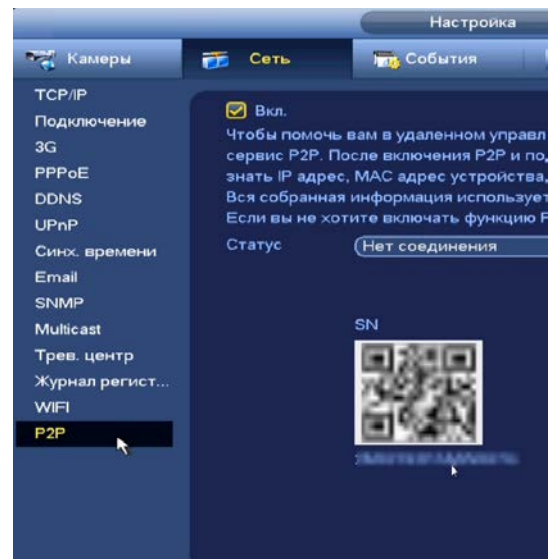 Настройка
Камеры
Сеть
События
TCP/IP
Подключение
3G
PPPoE
DDNS
UPnP
Синх. времени
Email
SNMP
Multicast
Трев. центр
Журнал регист...
WIFI
P2P
Вкл.
Чтобы помочь вам в удаленном управл
сервис P2P. После включения P2P и по
знать IP адрес, MAC адрес устройства,
Вся собранная информация использует
Если вы не хотите включать функцию
Статус
Нет соединения
SN